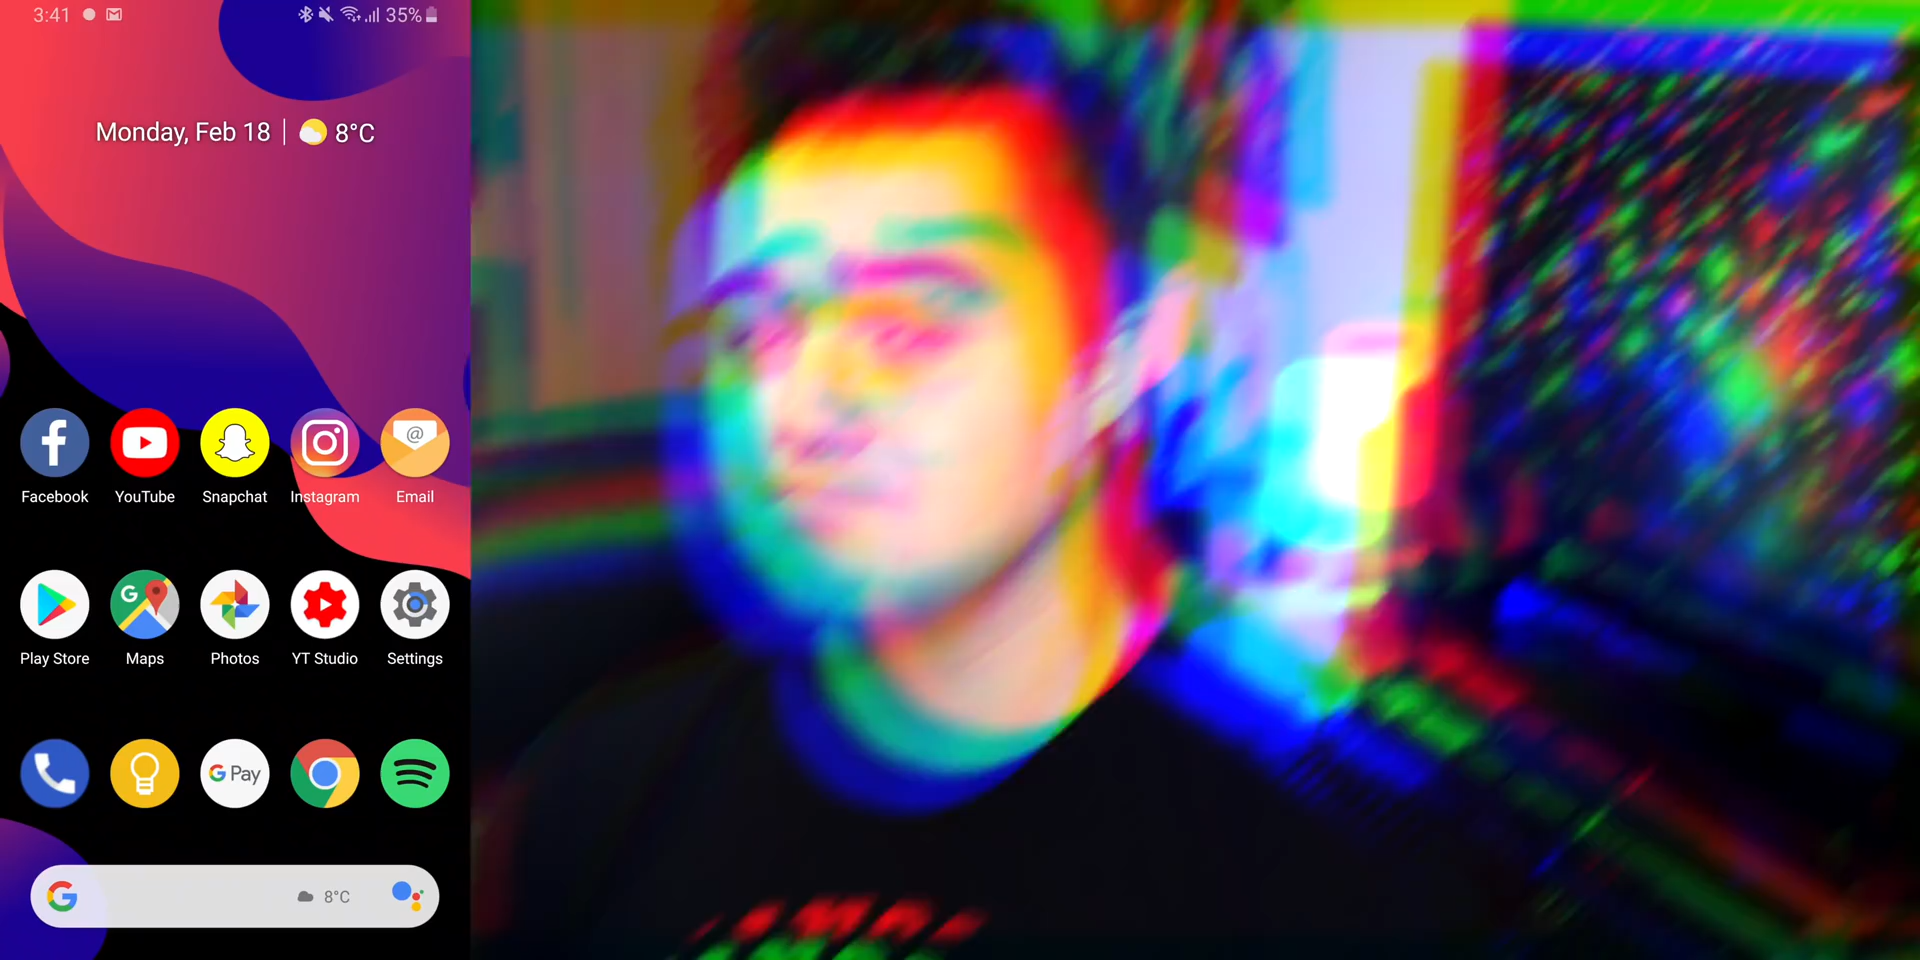 3:41 35%
Monday, Feb 18 | 8°C
Facebook YouTube Snapchat Instagram Email
Play Store Maps Photos YT Studio Settings
G Pay
G 8°C